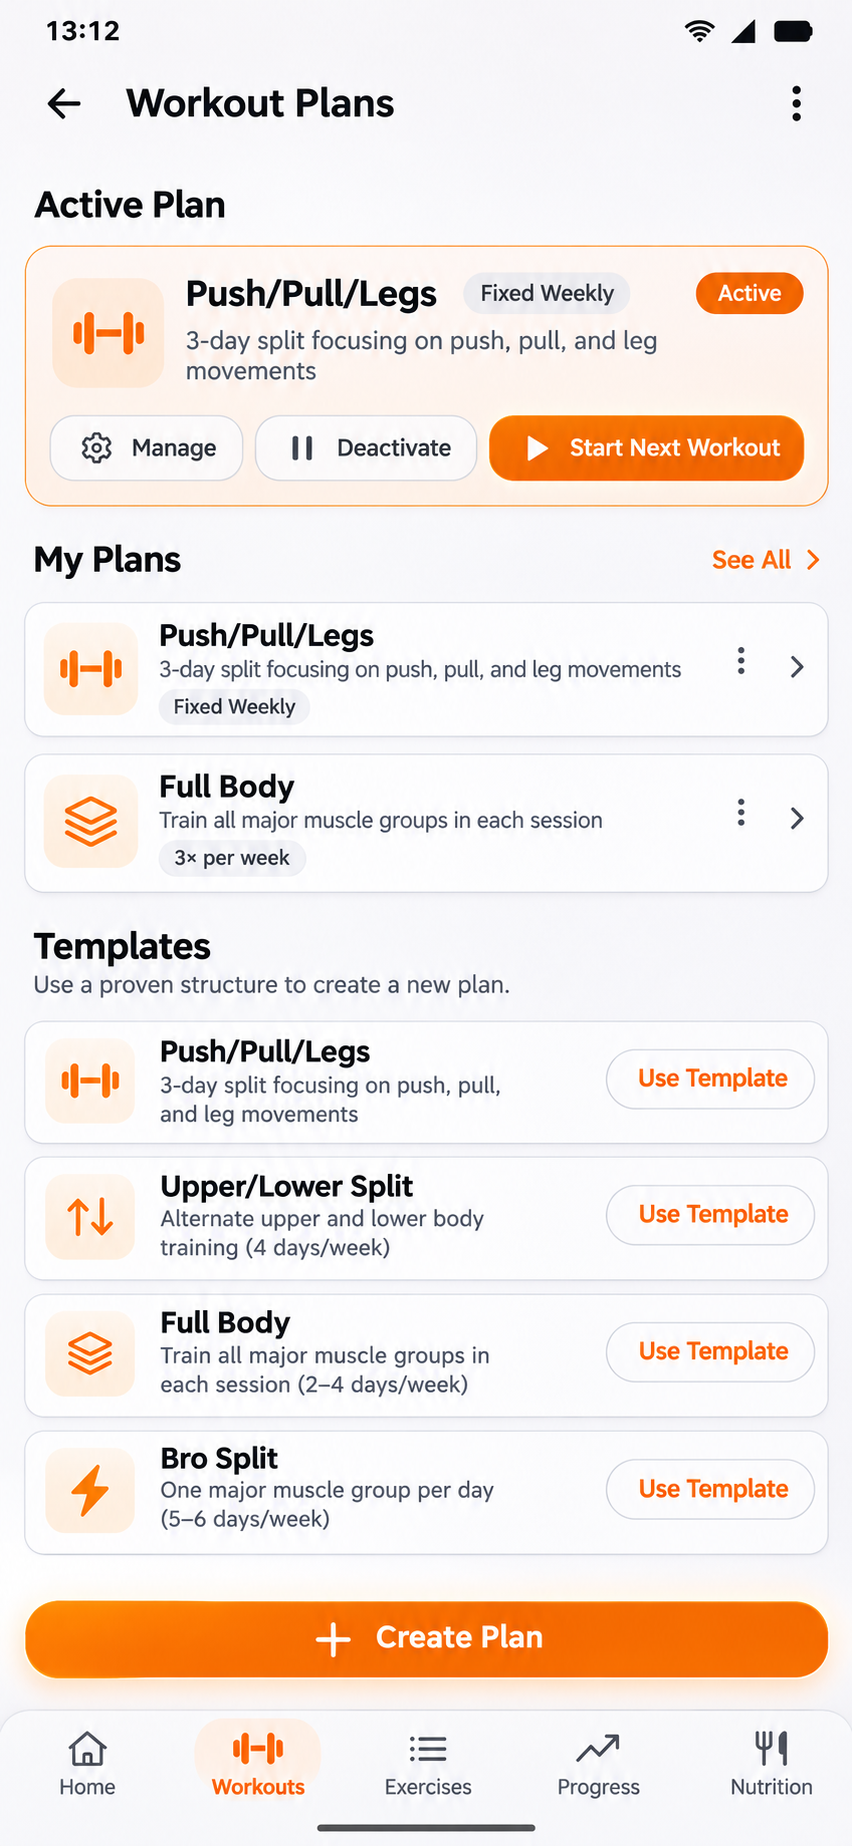 13:12
Workout Plans
Active Plan
Push/Pull/Legs
Fixed Weekly
Active
3-day split focusing on push, pull, and leg
movements
Manage
Deactivate
Start Next Workout
My Plans
See All
Push/Pull/Legs
3-day split focusing on push, pull, and leg movements
Fixed Weekly
Full Body
Train all major muscle groups in each session
3× per week
Templates
Use a proven structure to create a new plan.
Push/Pull/Legs
3-day split focusing on push, pull,
and leg movements
Use Template
Upper/Lower Split
Alternate upper and lower body
training (4 days/week)
Use Template
Full Body
Train all major muscle groups in
each session (2–4 days/week)
Use Template
Bro Split
One major muscle group per day
(5–6 days/week)
Use Template
Create Plan
Home
Workouts
Exercises
Progress
Nutrition